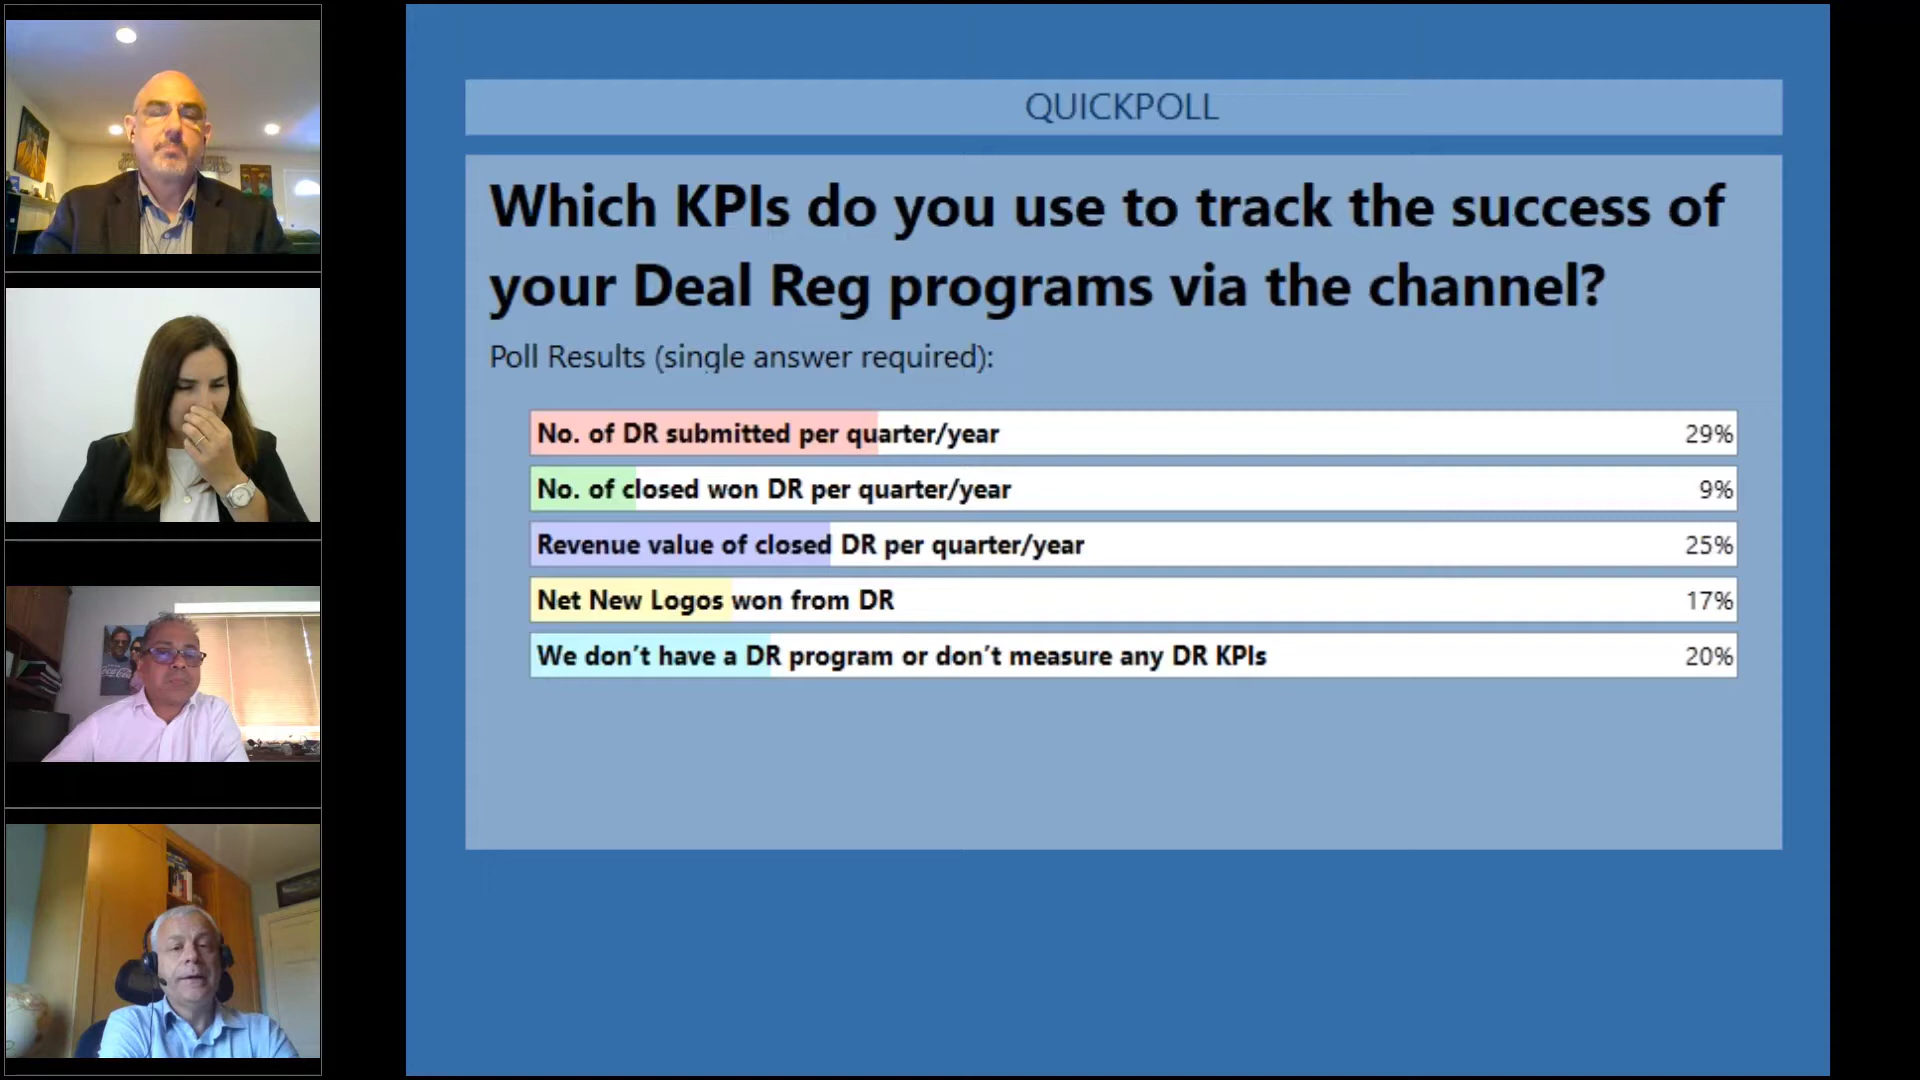 QUICKPOLL
Which KPIs do you use to track the success of
your Deal Reg programs via the channel?
Poll Results (single answer required):
No. of DR submitted per quarter/year 29%
No. of closed won DR per quarter/year 9%
Revenue value of closed DR per quarter/year 25%
Net New Logos won from DR 17%
We don’t have a DR program or don’t measure any DR KPIs 20%